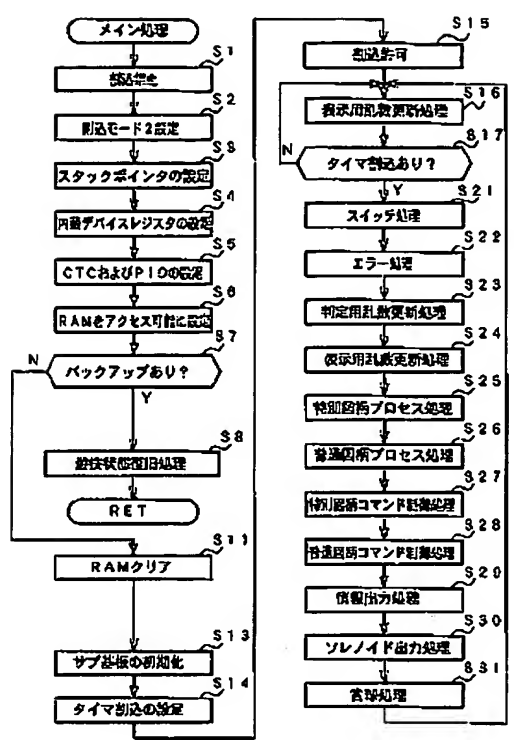 メイン処理
S1
割込禁止
S2
割込モード2設定
S3
スタックポインタの設定
S4
内蔵デバイスレジスタの設定
S5
CTCおよびPIOの設定
S6
RAMをアクセス可能に設定
S7
N
バックアップあり?
Y
S8
遊技状態復旧処理
RET
S11
RAMクリア
S13
サブ基板の初期化
S14
タイマ割込の設定
S15
割込許可
S16
表示用乱数更新処理
S17
N
タイマ割込あり?
Y
S21
スイッチ処理
S22
エラー処理
S23
判定用乱数更新処理
S24
表示用乱数更新処理
S25
特別図柄プロセス処理
S26
普通図柄プロセス処理
S27
特別図柄コマンド制御処理
S28
普通図柄コマンド制御処理
S29
情報出力処理
S30
ソレノイド出力処理
S31
賞球処理